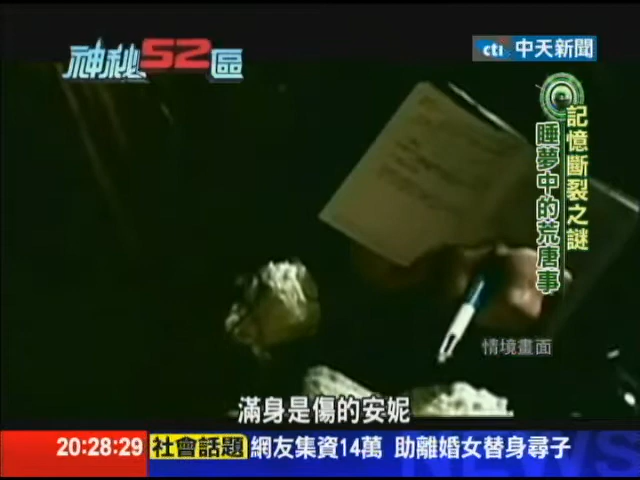 神秘52區
cti 中天新聞
記憶斷裂之謎
睡夢中的荒唐事
情境畫面
滿身是傷的安妮
20:28:29 社會話題 網友集資14萬 助離婚女替身尋子
NEWS